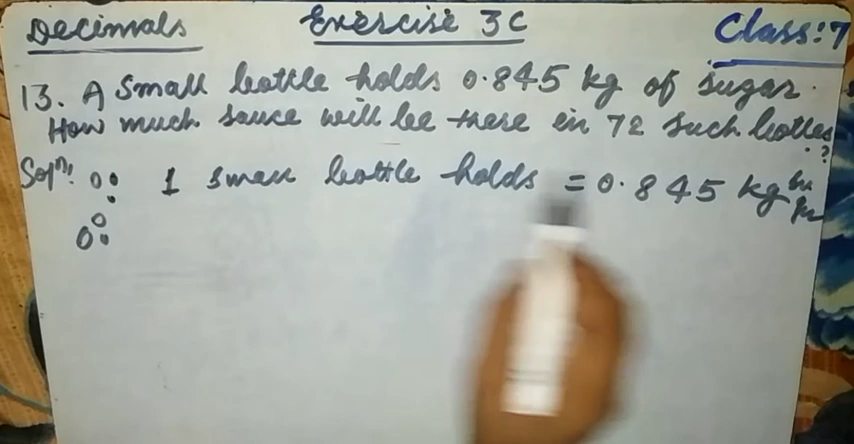 Decimals Exercise 3C Class:7
13. A Small bottle holds 0.845 kg of sugar.
How much sauce will be there in 72 such bottles
?
Soln: 1 small bottle holds = 0.845 kg